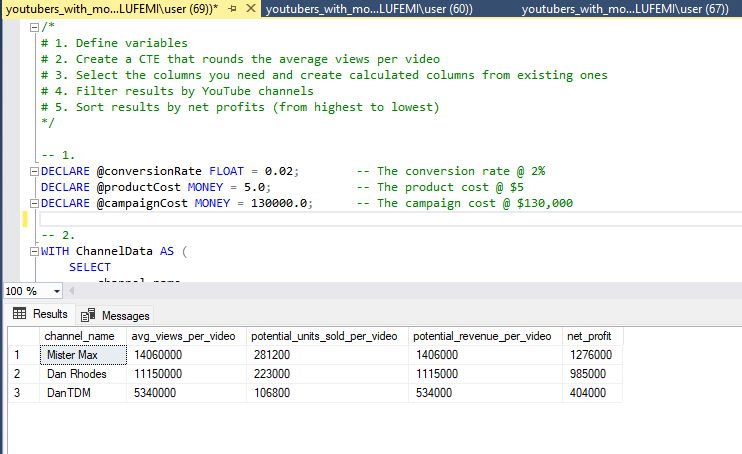 youtubers_with_mo...LUFEMI\user (69))* youtubers_with_mo...LUFEMI\user (60)) youtubers_with_mo...LUFEMI\user (67))
/*
# 1. Define variables
# 2. Create a CTE that rounds the average views per video
# 3. Select the columns you need and create calculated columns from existing ones
# 4. Filter results by YouTube channels
# 5. Sort results by net profits (from highest to lowest)
*/
-- 1.
DECLARE @conversionRate FLOAT = 0.02; -- The conversion rate @ 2%
DECLARE @productCost MONEY = 5.0; -- The product cost @ $5
DECLARE @campaignCost MONEY = 130000.0; -- The campaign cost @ $130,000
-- 2.
WITH ChannelData AS (
SELECT
100 %
Results Messages
channel_name avg_views_per_video potential_units_sold_per_video potential_revenue_per_video net_profit
1 Mister Max 14060000 281200 1406000 1276000
2 Dan Rhodes 11150000 223000 1115000 985000
3 DanTDM 5340000 106800 534000 404000